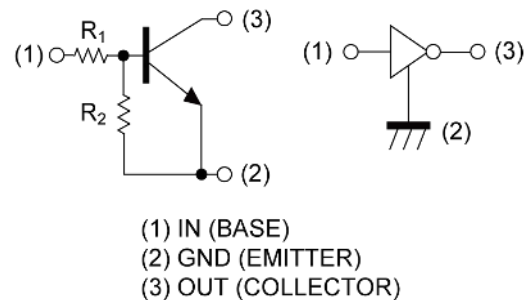 (3)
R₁
(1)
R₂
(2)
(1)
(3)
(2)
(1) IN (BASE)
(2) GND (EMITTER)
(3) OUT (COLLECTOR)